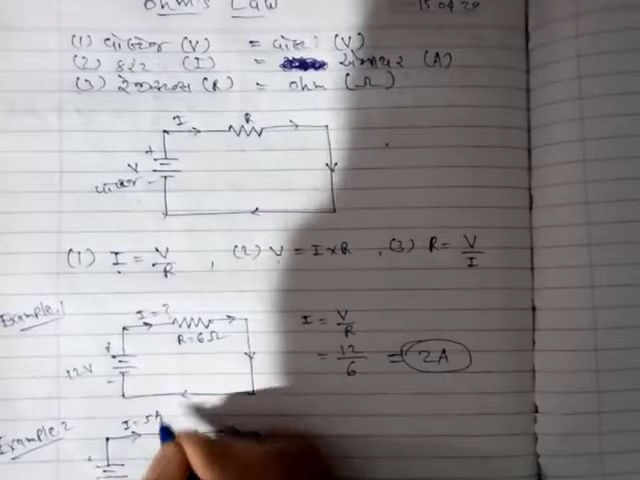 Ohm's Law 15 04 20
(1) વોલ્ટેજ (V) = વોલ્ટ (V)
(2) કરંટ (I) = એમ્પિયર (A)
(3) રેજીસ્ટન્સ (R) = ohm (Ω)
I R
+
V
વોલ્ટેજ -
(1) I = V/R , (2) V = I×R , (3) R = V/I
Example:1
I = ? I = V/R
R = 6Ω
+ = 12/6 = 2A
12V
-
Example:2
I = 5A
+